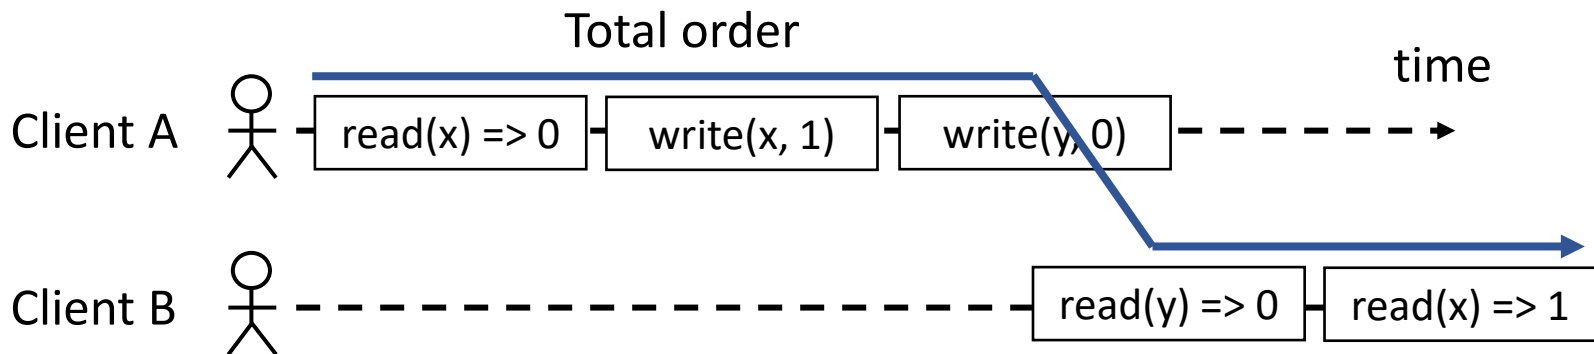 Total order
time
Client A
read(x) => 0
write(x, 1)
write(y, 0)
Client B
read(y) => 0
read(x) => 1